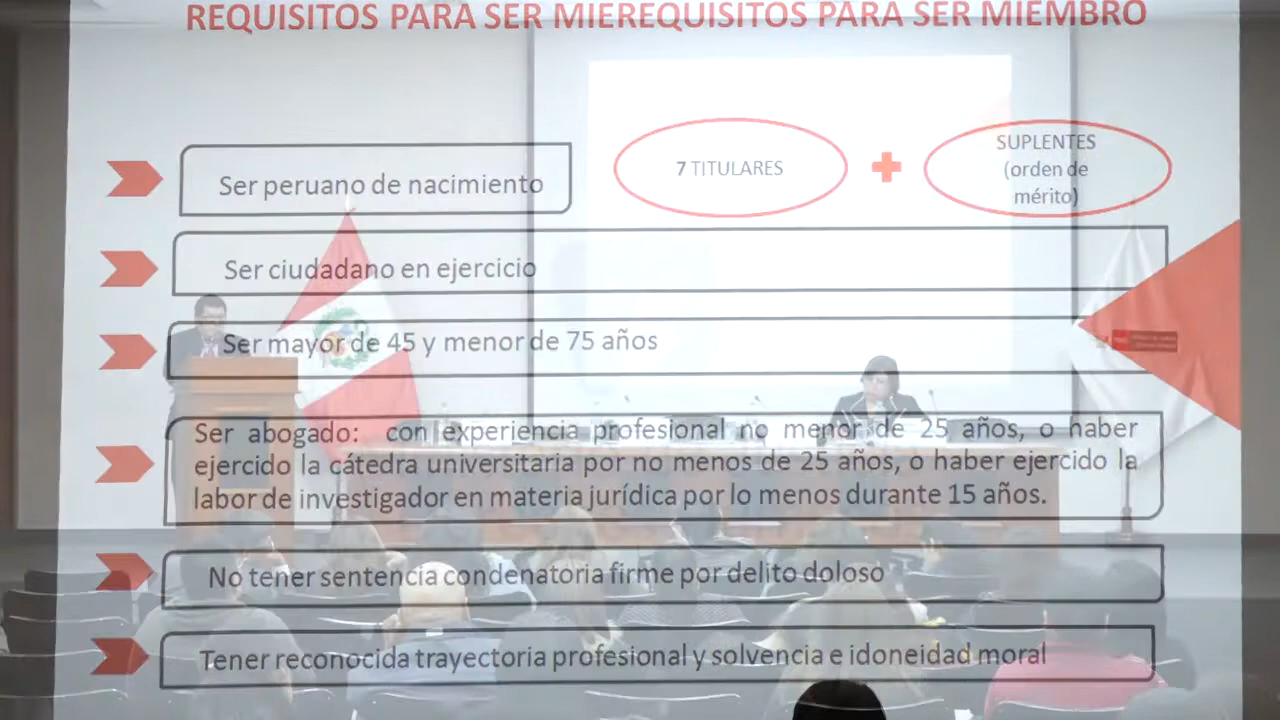 REQUISITOS PARA SER MIEREQUISITOS PARA SER MIEMBRO
Ser peruano de nacimiento
7 TITULARES
SUPLENTES
(orden de
mérito)
Ser ciudadano en ejercicio
Ser mayor de 45 y menor de 75 años
Ser abogado: con experiencia profesional no menor de 25 años, o haber
ejercido la cátedra universitaria por no menos de 25 años, o haber ejercido la
labor de investigador en materia jurídica por lo menos durante 15 años.
No tener sentencia condenatoria firme por delito doloso
Tener reconocida trayectoria profesional y solvencia e idoneidad moral